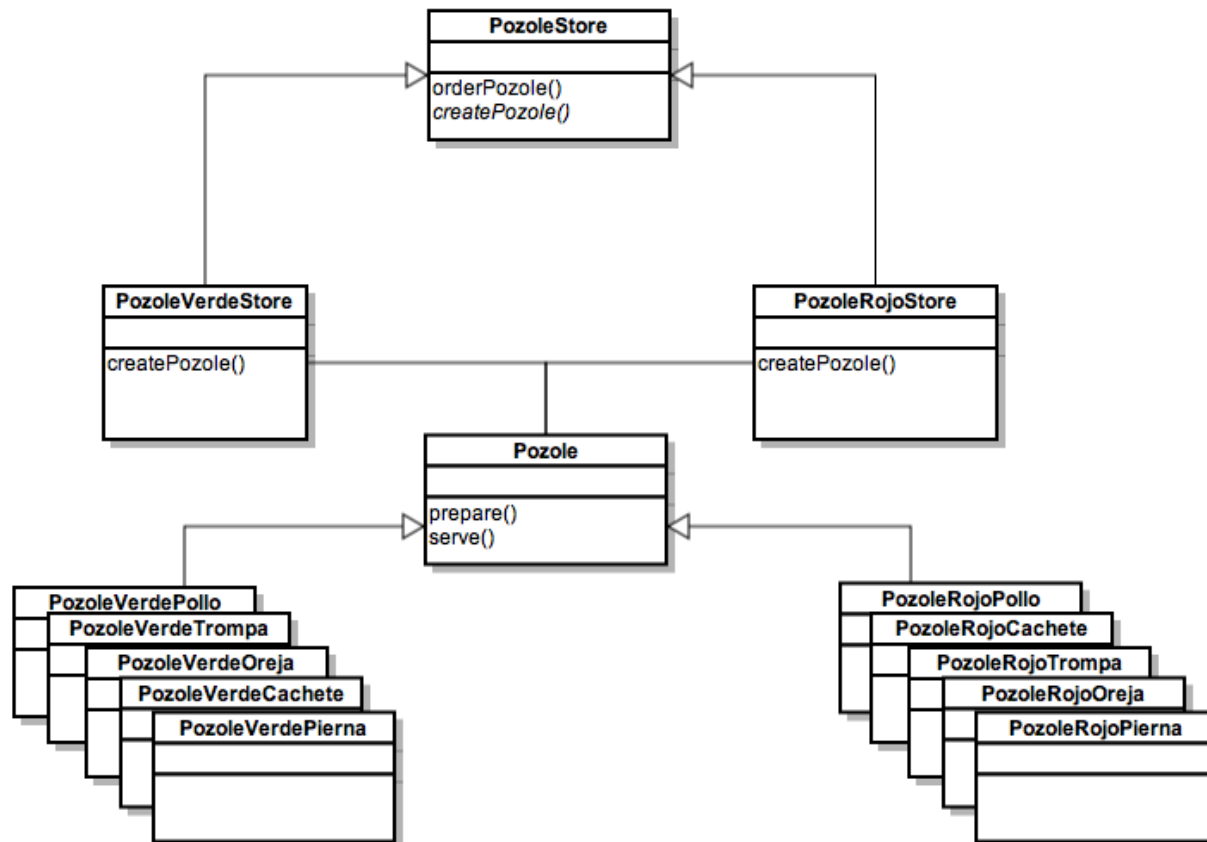 PozoleStore
orderPozole()
createPozole()
PozoleVerdeStore
createPozole()
PozoleRojoStore
createPozole()
Pozole
prepare()
serve()
PozoleVerdePollo
PozoleVerdeTrompa
PozoleVerdeOreja
PozoleVerdeCachete
PozoleVerdePierna
PozoleRojoPollo
PozoleRojoCachete
PozoleRojoTrompa
PozoleRojoOreja
PozoleRojoPierna